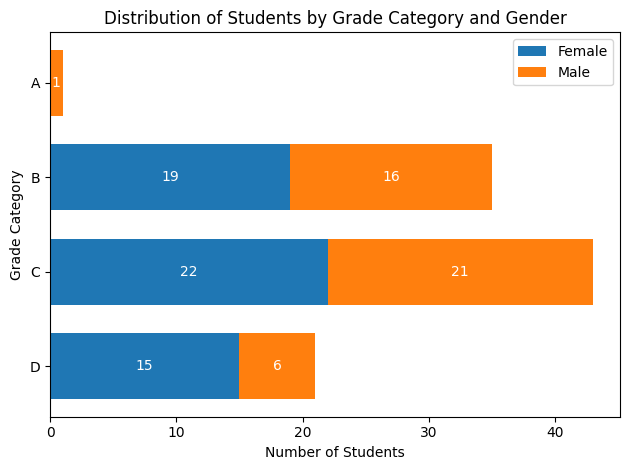 Distribution of Students by Grade Category and Gender
Female
Male
A
1
B
19 16
C
22 21
D
15 6
Grade Category
0 10 20 30 40
Number of Students